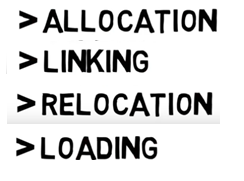 > ALLOCATION
> LINKING
> RELOCATION
> LOADING